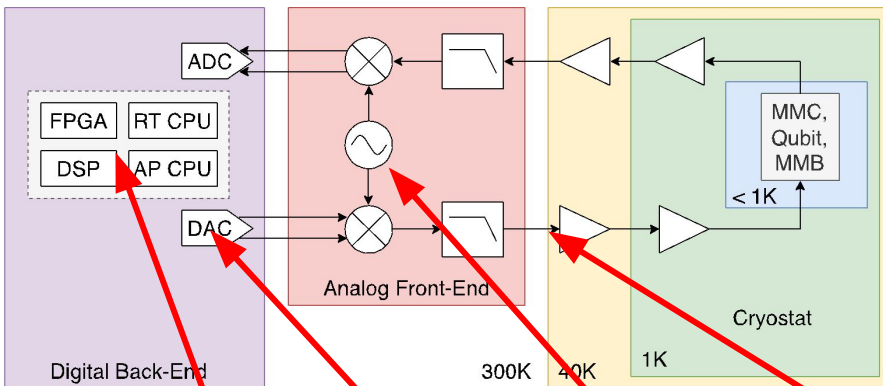 ADC
FPGA
RT CPU
DSP
AP CPU
DAC
MMC,
Qubit,
MMB
< 1K
Analog Front-End
Cryostat
Digital Back-End
300K
40K
1K